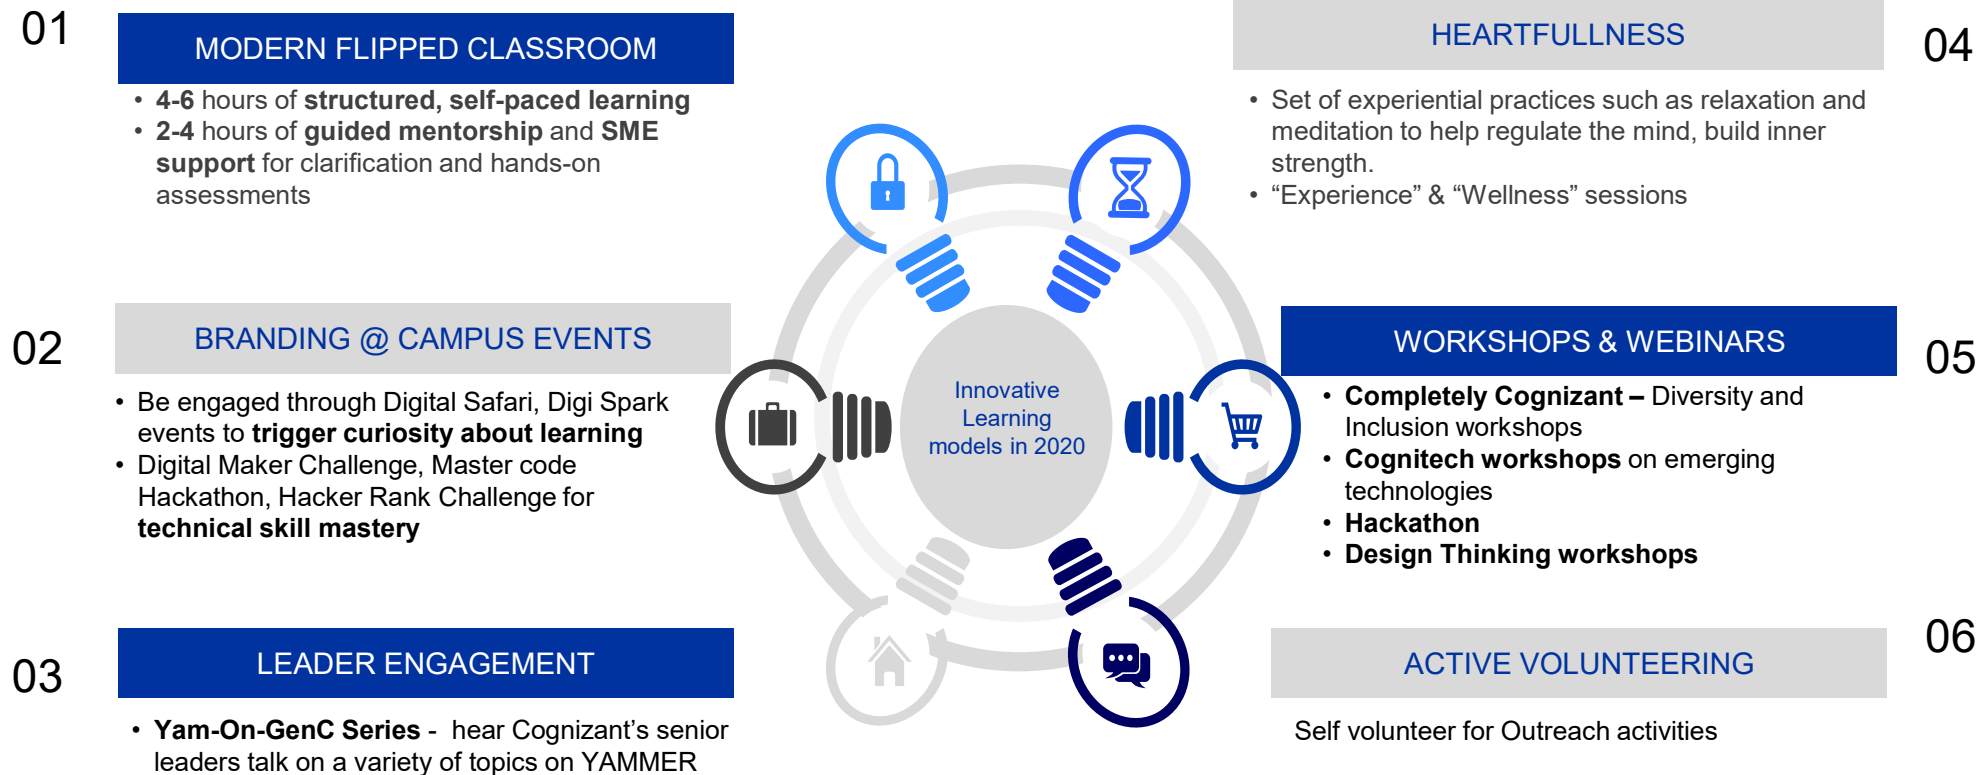 01
MODERN FLIPPED CLASSROOM
• 4-6 hours of structured, self-paced learning
• 2-4 hours of guided mentorship and SME
support for clarification and hands-on
assessments
02
BRANDING @ CAMPUS EVENTS
• Be engaged through Digital Safari, Digi Spark
events to trigger curiosity about learning
• Digital Maker Challenge, Master code
Hackathon, Hacker Rank Challenge for
technical skill mastery
03
LEADER ENGAGEMENT
• Yam-On-GenC Series - hear Cognizant’s senior
leaders talk on a variety of topics on YAMMER
Innovative
Learning
models in 2020
HEARTFULLNESS
04
• Set of experiential practices such as relaxation and
meditation to help regulate the mind, build inner
strength.
• “Experience” & “Wellness” sessions
WORKSHOPS & WEBINARS
05
• Completely Cognizant – Diversity and
Inclusion workshops
• Cognitech workshops on emerging
technologies
• Hackathon
• Design Thinking workshops
06
ACTIVE VOLUNTEERING
Self volunteer for Outreach activities